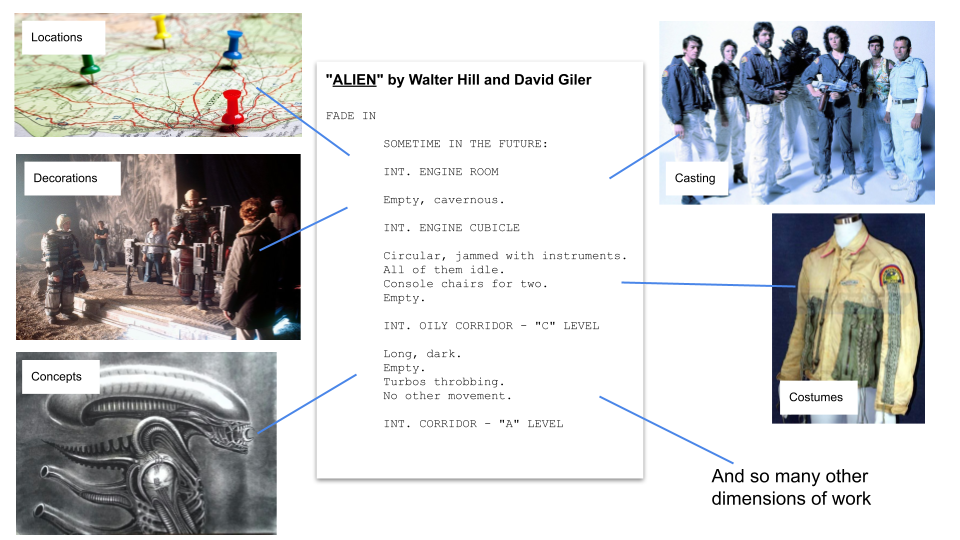 Locations
Decorations
Concepts
"ALIEN" by Walter Hill and David Giler
FADE IN
SOMETIME IN THE FUTURE:
INT. ENGINE ROOM
Empty, cavernous.
INT. ENGINE CUBICLE
Circular, jammed with instruments.
All of them idle.
Console chairs for two.
Empty.
INT. OILY CORRIDOR - "C" LEVEL
Long, dark.
Empty.
Turbos throbbing.
No other movement.
INT. CORRIDOR - "A" LEVEL
Casting
Costumes
And so many other
dimensions of work